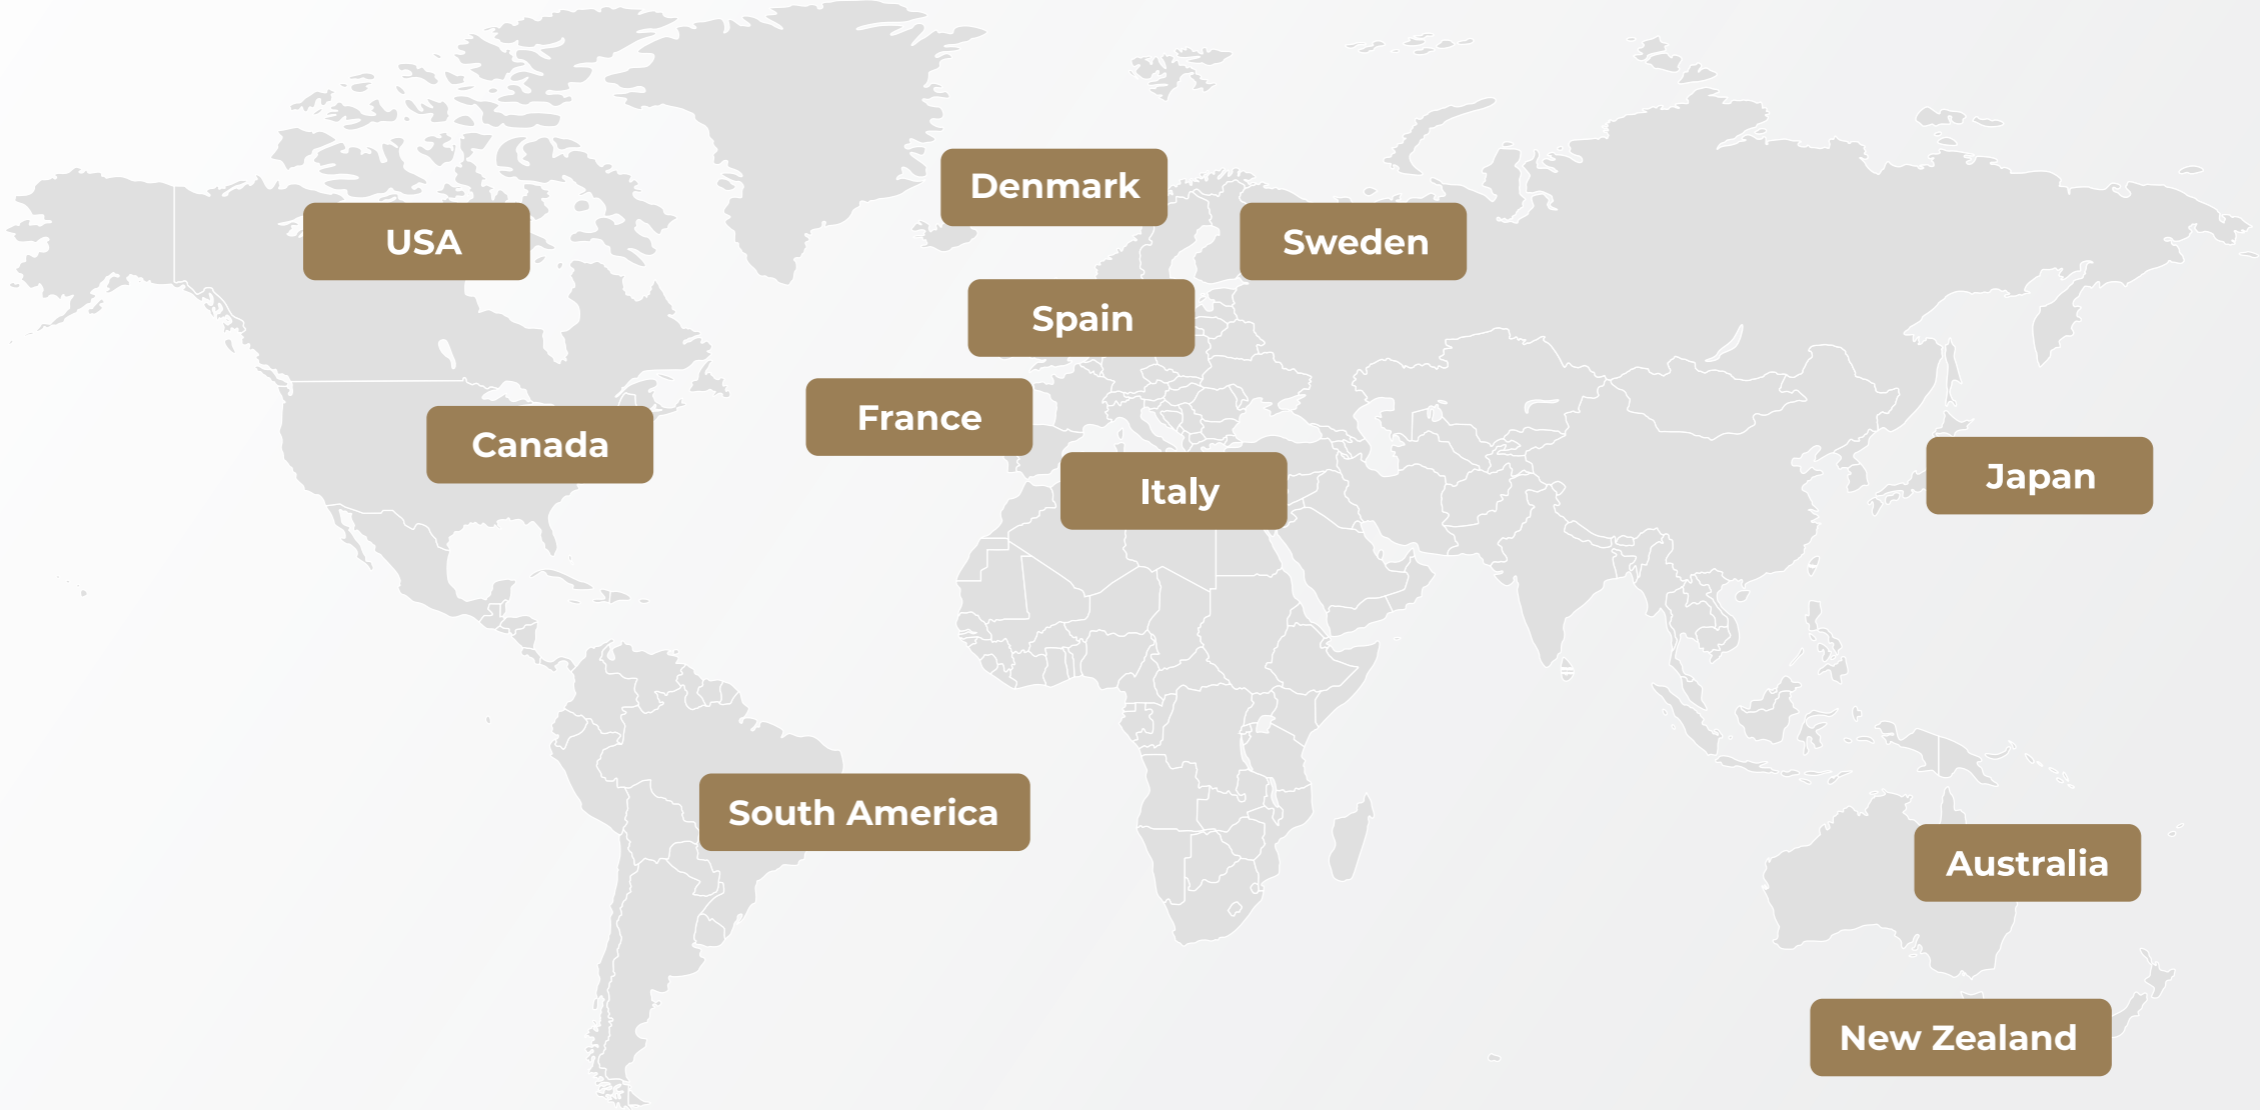 Denmark
USA
Sweden
Spain
France
Canada
Japan
Italy
South America
Australia
New Zealand